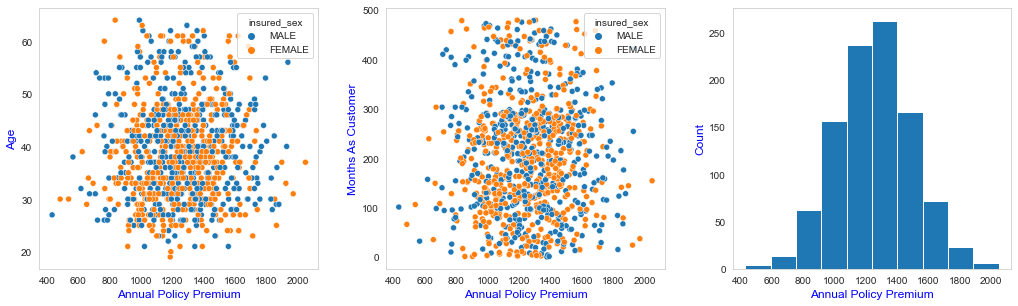 insured_sex
MALE
FEMALE
60
50
40
30
20
Age
400 600 800 1000 1200 1400 1600 1800 2000
Annual Policy Premium
insured_sex
MALE
FEMALE
500
400
300
200
100
0
Months As Customer
400 600 800 1000 1200 1400 1600 1800 2000
Annual Policy Premium
250
200
150
100
50
0
Count
400 600 800 1000 1200 1400 1600 1800 2000
Annual Policy Premium